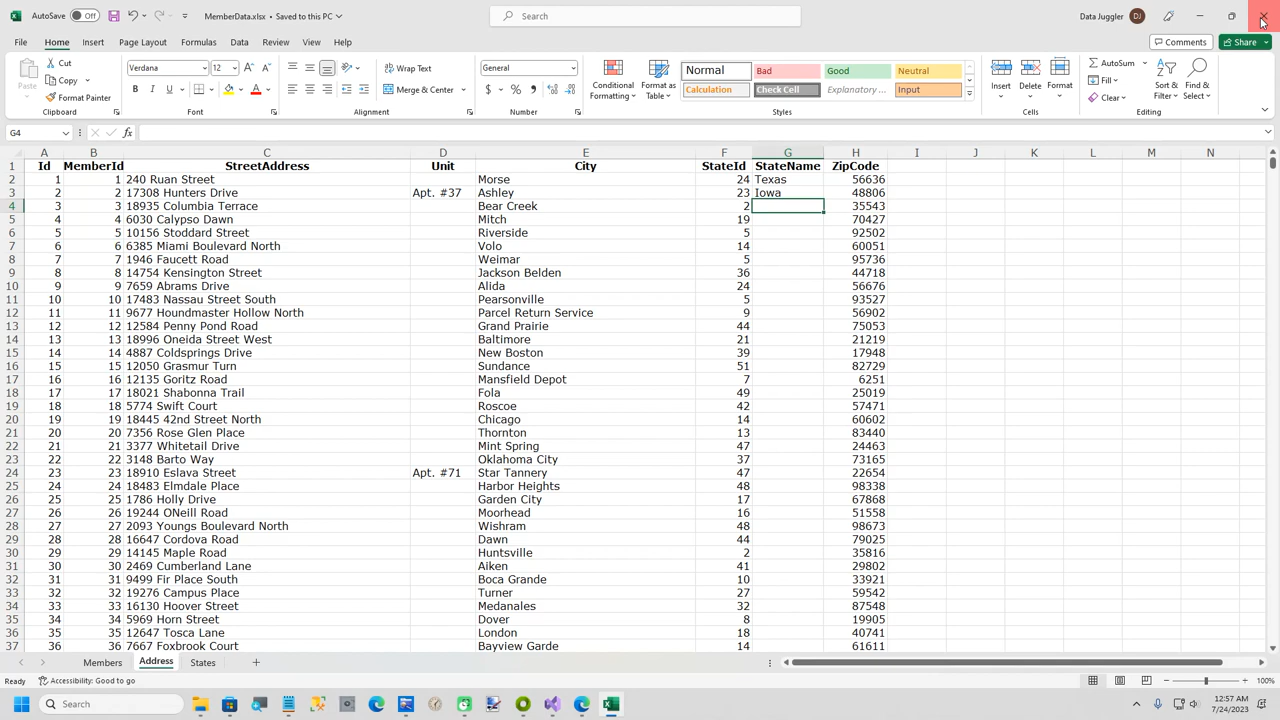 AutoSave Off MemberData.xlsx • Saved to this PC Search Data Juggler DJ
File Home Insert Page Layout Formulas Data Review View Help Comments Share
Paste Cut Copy Format Painter Clipboard
Verdana 12 A A B I U A Font
Wrap Text Merge & Center Alignment
General $ % Number
Conditional Formatting Format as Table
Normal Bad Good Neutral
Calculation Check Cell Explanatory ... Input
Styles
Insert Delete Format Cells
AutoSum Fill Clear Sort & Filter Find & Select Editing
G4 fx
A B C D E F G H I J K L M N
1 Id MemberId StreetAddress Unit City StateId StateName ZipCode
2 1 1 240 Ruan Street Morse 24 Texas 56636
3 2 2 17308 Hunters Drive Apt. #37 Ashley 23 Iowa 48806
4 3 3 18935 Columbia Terrace Bear Creek 2 35543
5 4 4 6030 Calypso Dawn Mitch 19 70427
6 5 5 10156 Stoddard Street Riverside 5 92502
7 6 6 6385 Miami Boulevard North Volo 14 60051
8 7 7 1946 Faucett Road Weimar 5 95736
9 8 8 14754 Kensington Street Jackson Belden 36 44718
10 9 9 7659 Abrams Drive Alida 24 56676
11 10 10 17483 Nassau Street South Pearsonville 5 93527
12 11 11 9677 Houndmaster Hollow North Parcel Return Service 9 56902
13 12 12 12584 Penny Pond Road Grand Prairie 44 75053
14 13 13 18996 Oneida Street West Baltimore 21 21219
15 14 14 4887 Coldsprings Drive New Boston 39 17948
16 15 15 12050 Grasmur Turn Sundance 51 82729
17 16 16 12135 Goritz Road Mansfield Depot 7 6251
18 17 17 18021 Shabonna Trail Fola 49 25019
19 18 18 5774 Swift Court Roscoe 42 57471
20 19 19 18445 42nd Street North Chicago 14 60602
21 20 20 7356 Rose Glen Place Thornton 13 83440
22 21 21 3377 Whitetail Drive Mint Spring 47 24463
23 22 22 3148 Barto Way Oklahoma City 37 73165
24 23 23 18910 Eslava Street Apt. #71 Star Tannery 47 22654
25 24 24 18483 Elmdale Place Harbor Heights 48 98338
26 25 25 1786 Holly Drive Garden City 17 67868
27 26 26 19244 ONeill Road Moorhead 16 51558
28 27 27 2093 Youngs Boulevard North Wishram 48 98673
29 28 28 16647 Cordova Road Dawn 44 79025
30 29 29 14145 Maple Road Huntsville 2 35816
31 30 30 2469 Cumberland Lane Aiken 41 29802
32 31 31 9499 Fir Place South Boca Grande 10 33921
33 32 32 19276 Campus Place Turner 27 59542
34 33 33 16130 Hoover Street Medanales 32 87548
35 34 34 5969 Horn Street Dover 8 19905
36 35 35 12647 Tosca Lane London 18 40741
37 36 36 7667 Foxbrook Court Bayview Garde 14 61611
Members Address States
Ready Accessibility: Good to go 100%
Search 12:57 AM
7/24/2023